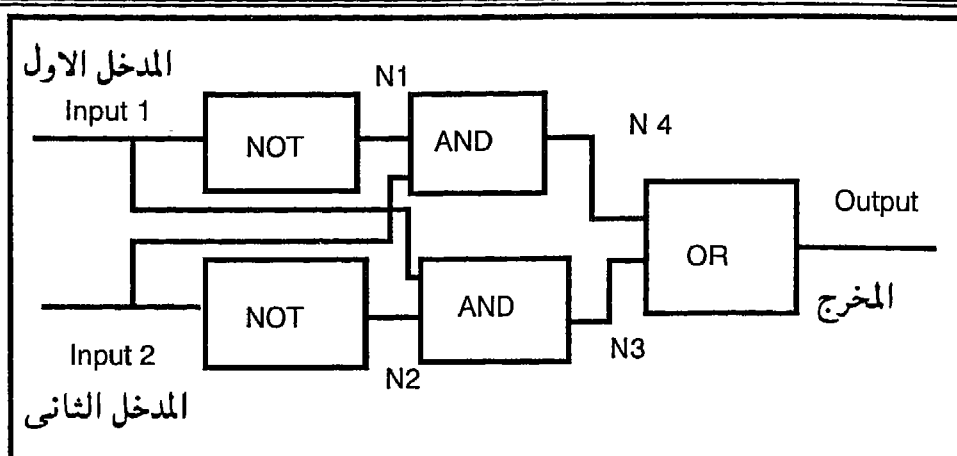 المدخل الاول
Input 1
NOT
N1
AND
N 4
Output
OR
المخرج
NOT
AND
N3
Input 2
N2
المدخل الثانى